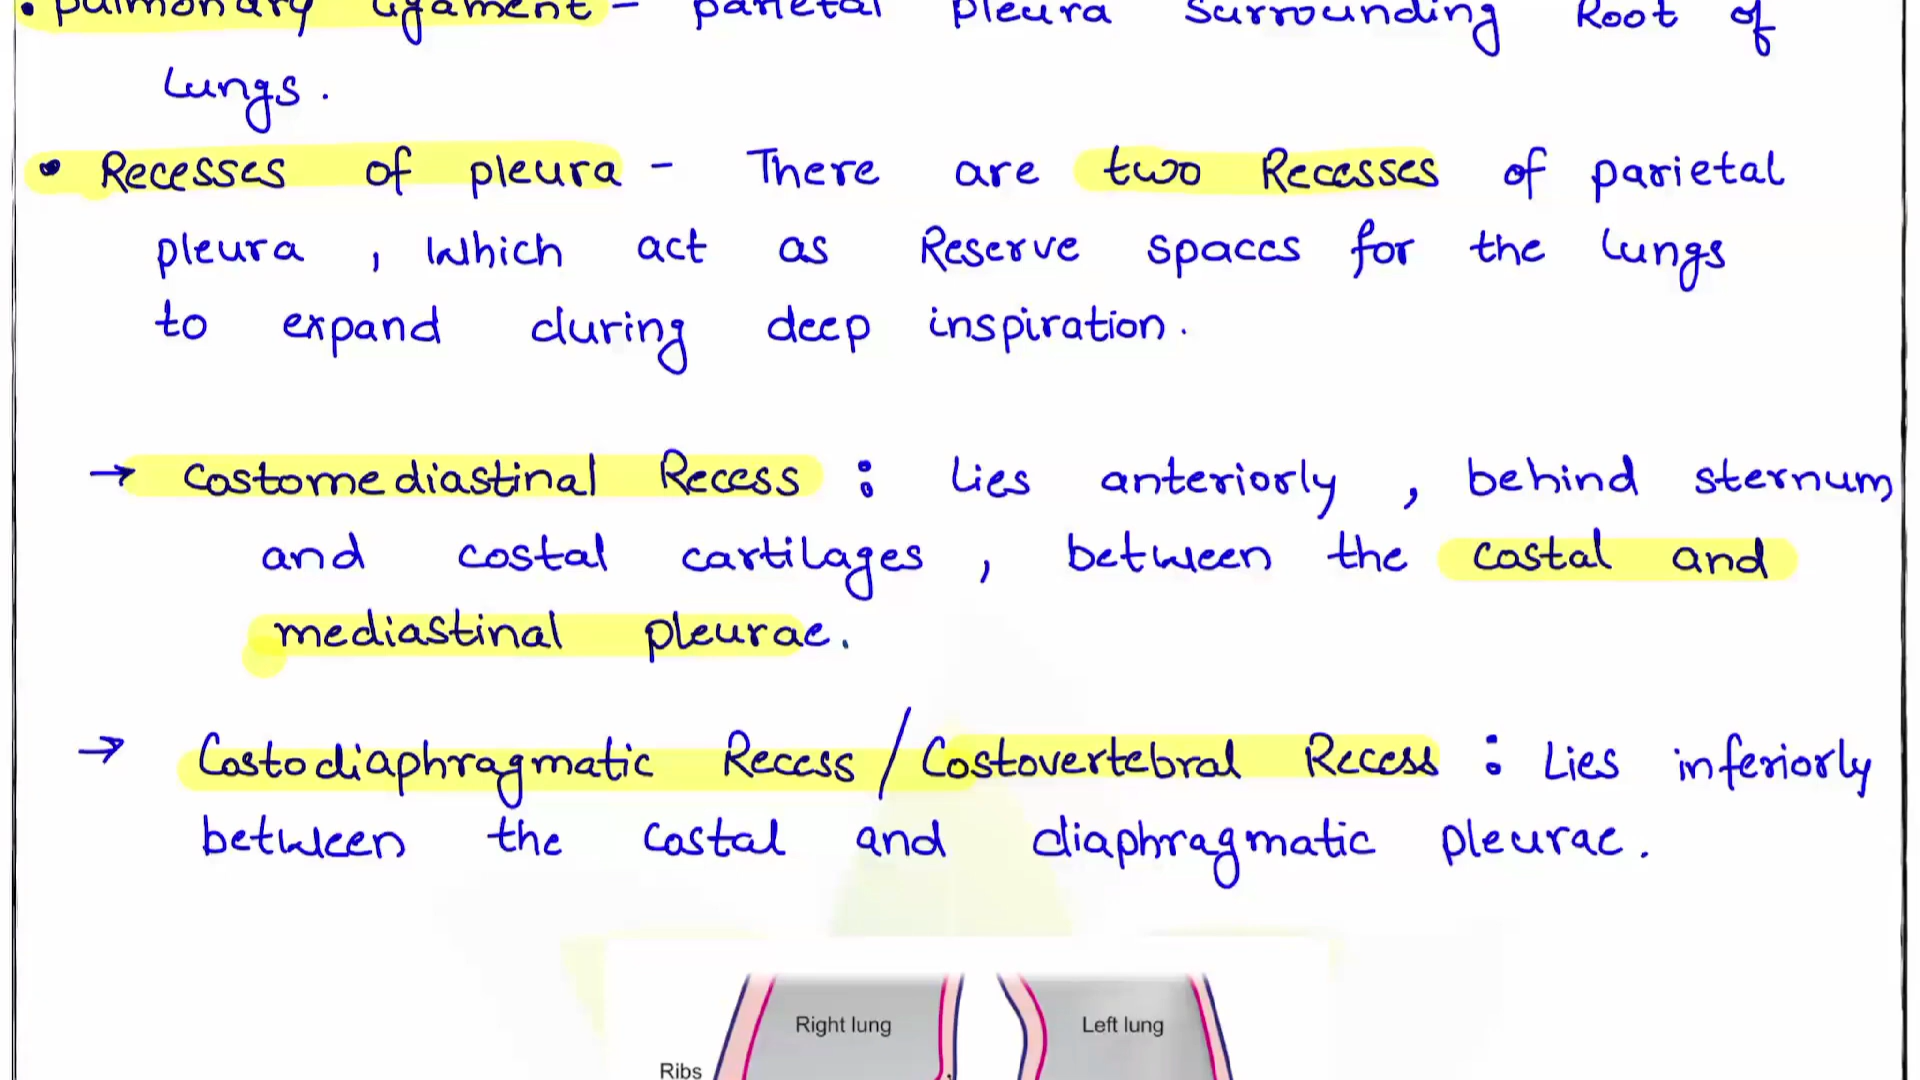 • pulmonary ligament - parietal pleura surrounding Root of
Lungs.
• Recesses of pleura - There are two Recesses of parietal
pleura, Which act as Reserve spaces for the lungs
to expand during deep inspiration.
→ Costomediastinal Recess : Lies anteriorly, behind sternum
and costal cartilages, between the costal and
mediastinal pleurae.
→ Costodiaphragmatic Recess / Costovertebral Recess : Lies inferiorly
between the costal and diaphragmatic pleurae.
Right lung Left lung
Ribs